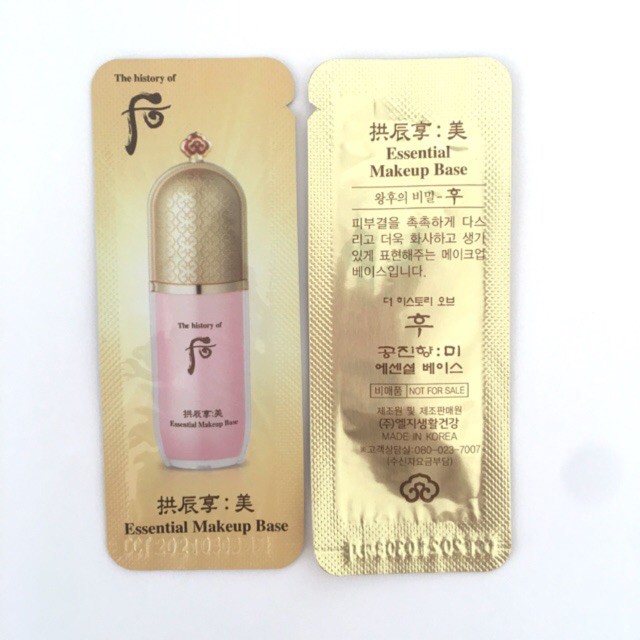 The history of
후
The history of
후
拱辰享:美
Essential Makeup Base
拱辰享:美
Essential Makeup Base
拱辰享:美
Essential
Makeup Base
왕후의 비밀-후
피부결을 촉촉하게 다스
리고 더욱 화사하고 생기
있게 표현해주는 메이크업
베이스입니다.
더 히스토리 오브
후
공진향:미
에센셜 베이스
비매품 NOT FOR SALE
제조원 및 제조판매원
(주)엘지생활건강
MADE IN KOREA
※고객상담실 080-023-7007
(수신자요금부담)